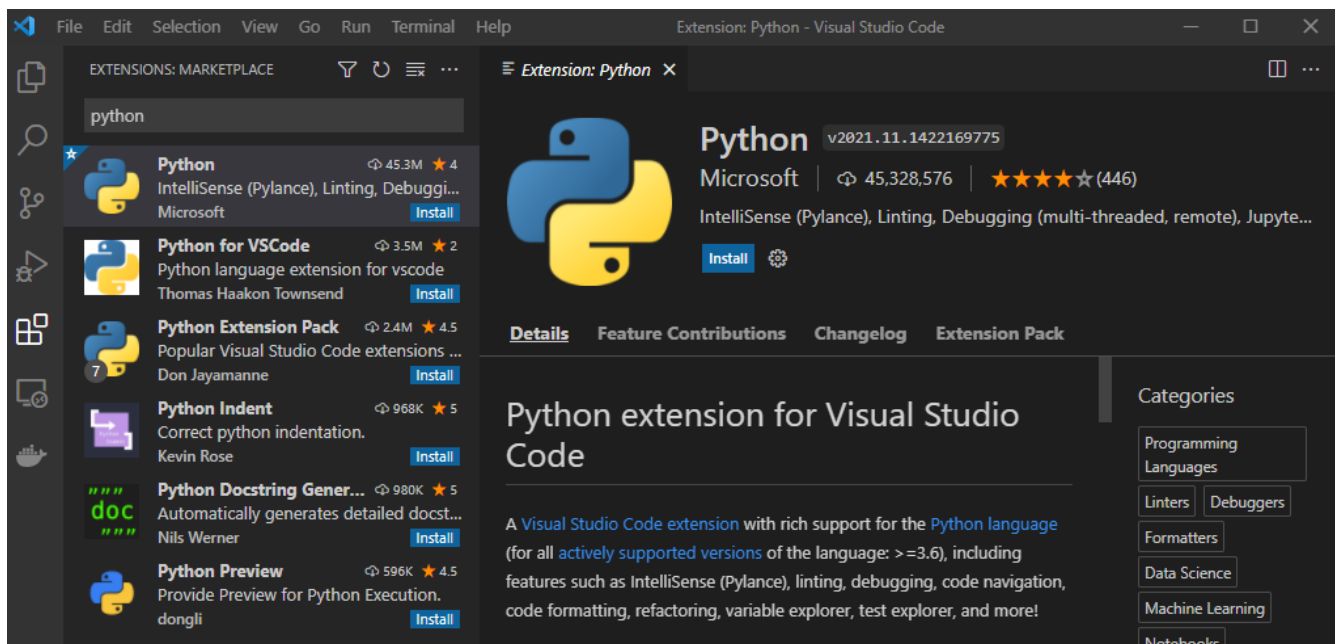 File Edit Selection View Go Run Terminal Help Extension: Python - Visual Studio Code
EXTENSIONS: MARKETPLACE
python
Python 45.3M 4
IntelliSense (Pylance), Linting, Debuggi...
Microsoft Install
Python for VSCode 3.5M 2
Python language extension for vscode
Thomas Haakon Townsend Install
Python Extension Pack 2.4M 4.5
Popular Visual Studio Code extensions ...
7 Don Jayamanne Install
Python Indent 968K 5
Correct python indentation.
Kevin Rose Install
Python Docstring Gener... 980K 5
""" doc """
Automatically generates detailed docst...
Nils Werner Install
Python Preview 596K 4.5
Provide Preview for Python Execution.
dongli Install
Extension: Python
Python v2021.11.1422169775
Microsoft 45,328,576 (446)
IntelliSense (Pylance), Linting, Debugging (multi-threaded, remote), Jupyte...
Install
Details Feature Contributions Changelog Extension Pack
Python extension for Visual Studio
Code
A Visual Studio Code extension with rich support for the Python language
(for all actively supported versions of the language: >=3.6), including
features such as IntelliSense (Pylance), linting, debugging, code navigation,
code formatting, refactoring, variable explorer, test explorer, and more!
Categories
Programming
Languages
Linters Debuggers
Formatters
Data Science
Machine Learning
Notebooks